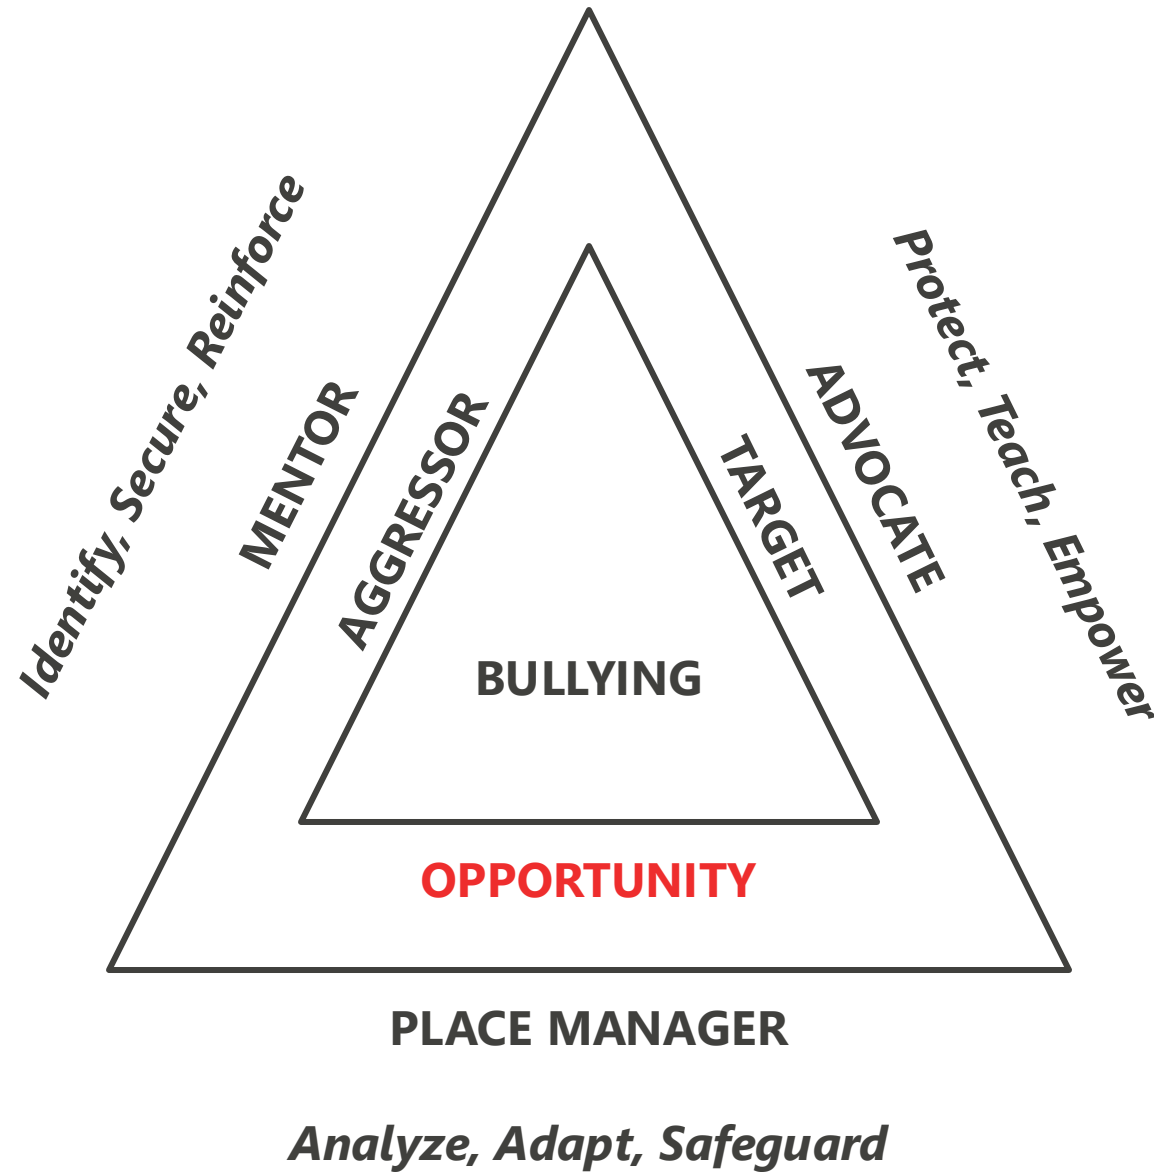 Identify, Secure, Reinforce
MENTOR
AGGRESSOR
Protect, Teach, Empower
ADVOCATE
TARGET
BULLYING
OPPORTUNITY
PLACE MANAGER
Analyze, Adapt, Safeguard